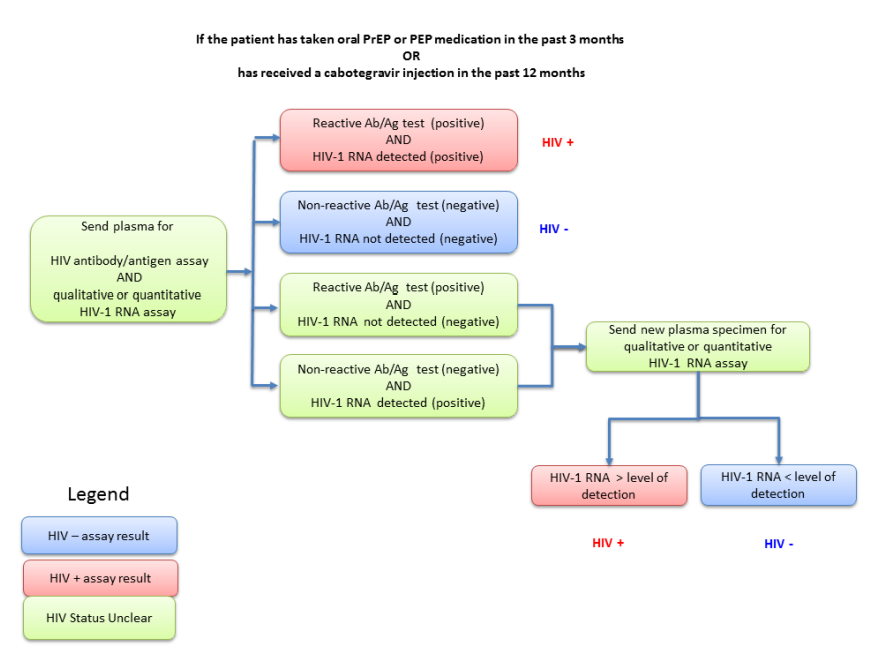 If the patient has taken oral PrEP or PEP medication in the past 3 months
OR
has received a cabotegravir injection in the past 12 months
Reactive Ab/Ag test (positive)
AND
HIV-1 RNA detected (positive)
HIV +
Non-reactive Ab/Ag test (negative)
AND
HIV-1 RNA not detected (negative)
HIV -
Send plasma for
HIV antibody/antigen assay
AND
qualitative or quantitative
HIV-1 RNA assay
Reactive Ab/Ag test (positive)
AND
HIV-1 RNA not detected (negative)
Non-reactive Ab/Ag test (negative)
AND
HIV-1 RNA detected (positive)
Send new plasma specimen for
qualitative or quantitative
HIV-1 RNA assay
HIV-1 RNA > level of
detection
HIV +
HIV-1 RNA < level of
detection
HIV -
Legend
HIV – assay result
HIV + assay result
HIV Status Unclear